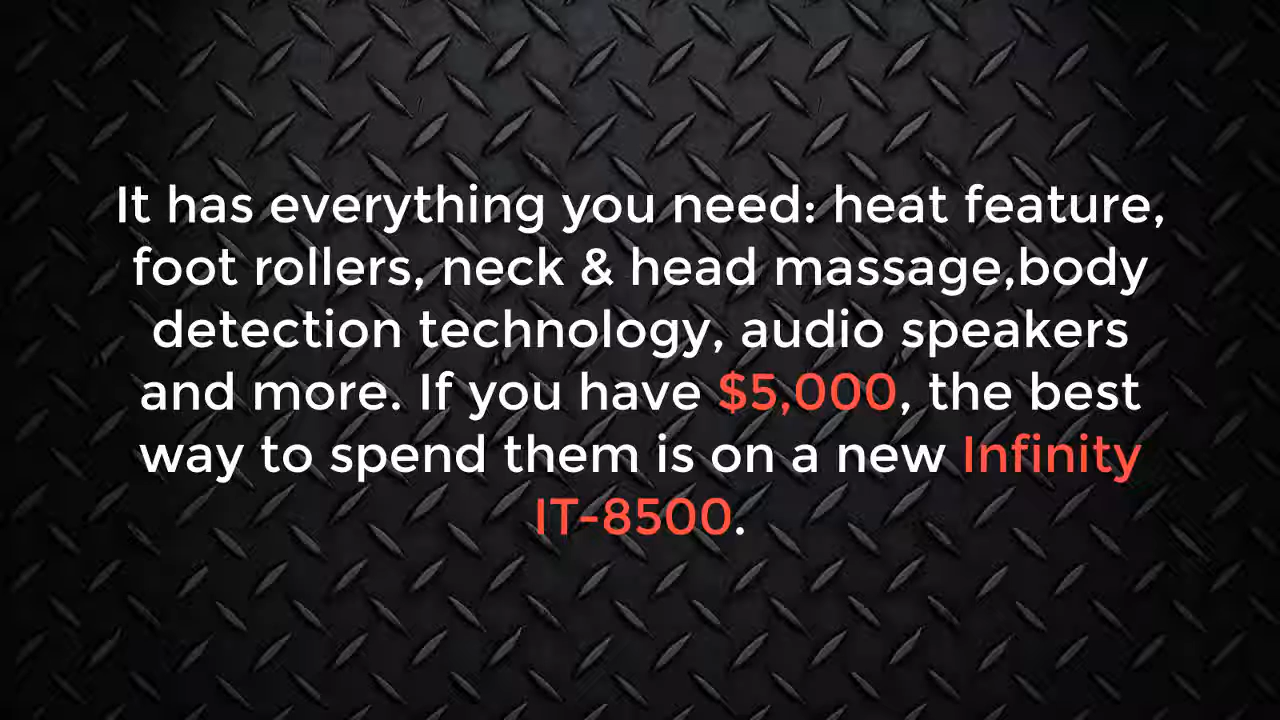 It has everything you need: heat feature,
foot rollers, neck & head massage,body
detection technology, audio speakers
and more. If you have $5,000, the best
way to spend them is on a new Infinity
IT-8500.